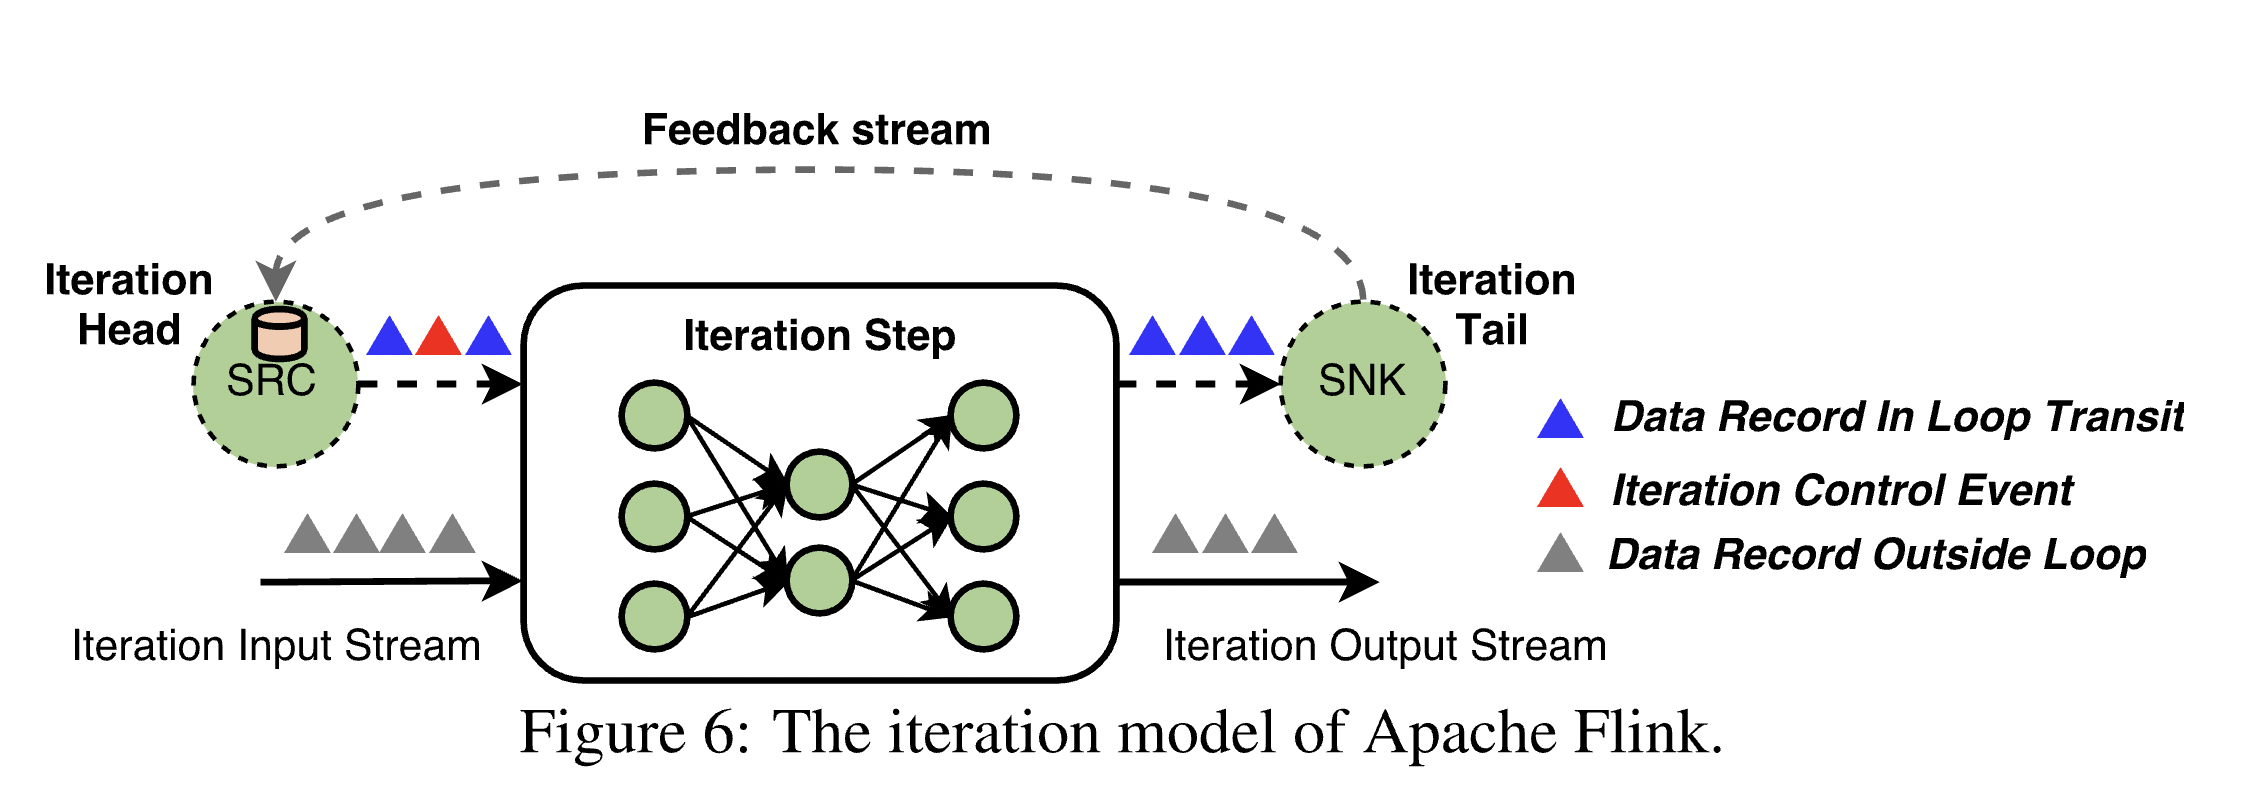 Feedback stream
Iteration
Head
SRC
Iteration Step
Iteration
Tail
SNK
Data Record In Loop Transit
Iteration Control Event
Data Record Outside Loop
Iteration Input Stream
Iteration Output Stream
Figure 6: The iteration model of Apache Flink.